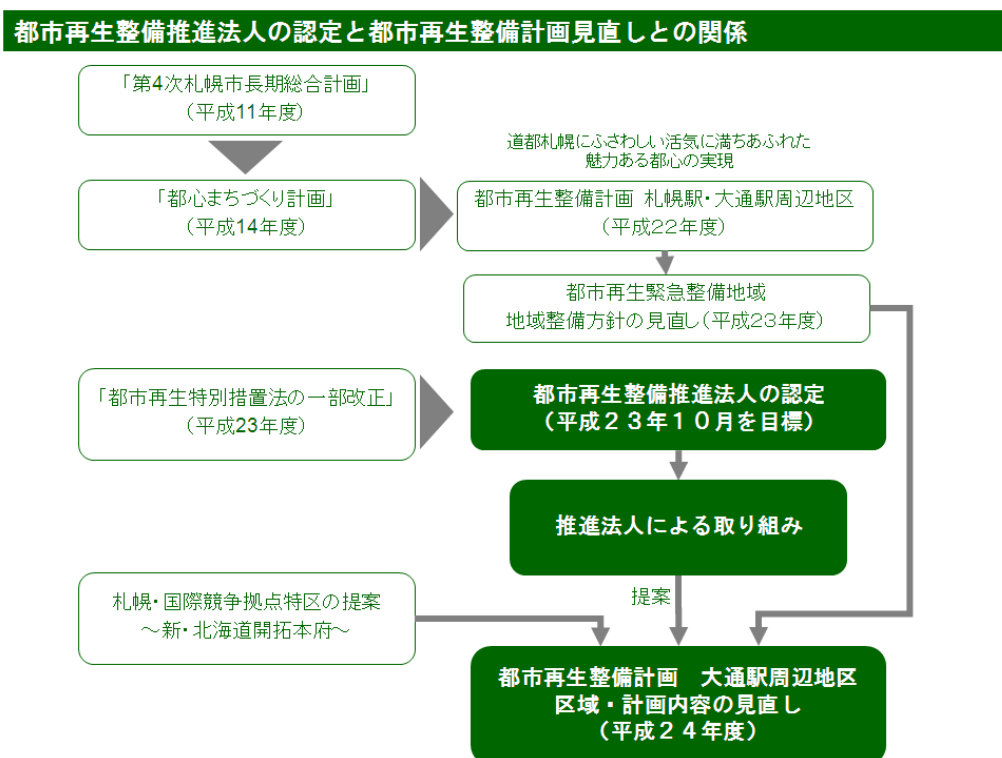 都市再生整備推進法人の認定と都市再生整備計画見直しとの関係
「第4次札幌市長期総合計画」
(平成11年度)
「都心まちづくり計画」
(平成14年度)
道都札幌にふさわしい活気に満ちあふれた
魅力ある都心の実現
都市再生整備計画 札幌駅・大通駅周辺地区
(平成22年度)
都市再生緊急整備地域
地域整備方針の見直し(平成23年度)
「都市再生特別措置法の一部改正」
(平成23年度)
都市再生整備推進法人の認定
(平成23年10月を目標)
推進法人による取り組み
提案
札幌・国際競争拠点特区の提案
~新・北海道開拓本府~
都市再生整備計画 大通駅周辺地区
区域・計画内容の見直し
(平成24年度)